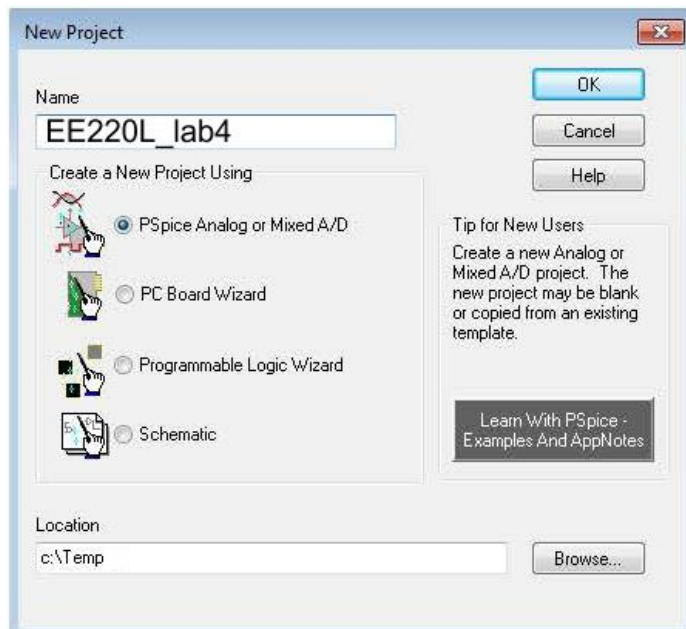 New Project
Name
EE220L_lab4
OK
Cancel
Help
Create a New Project Using
PSpice Analog or Mixed A/D
PC Board Wizard
Programmable Logic Wizard
Schematic
Tip for New Users
Create a new Analog or
Mixed A/D project. The
new project may be blank
or copied from an existing
template.
Learn With PSpice -
Examples And AppNotes
Location
c:\Temp
Browse...